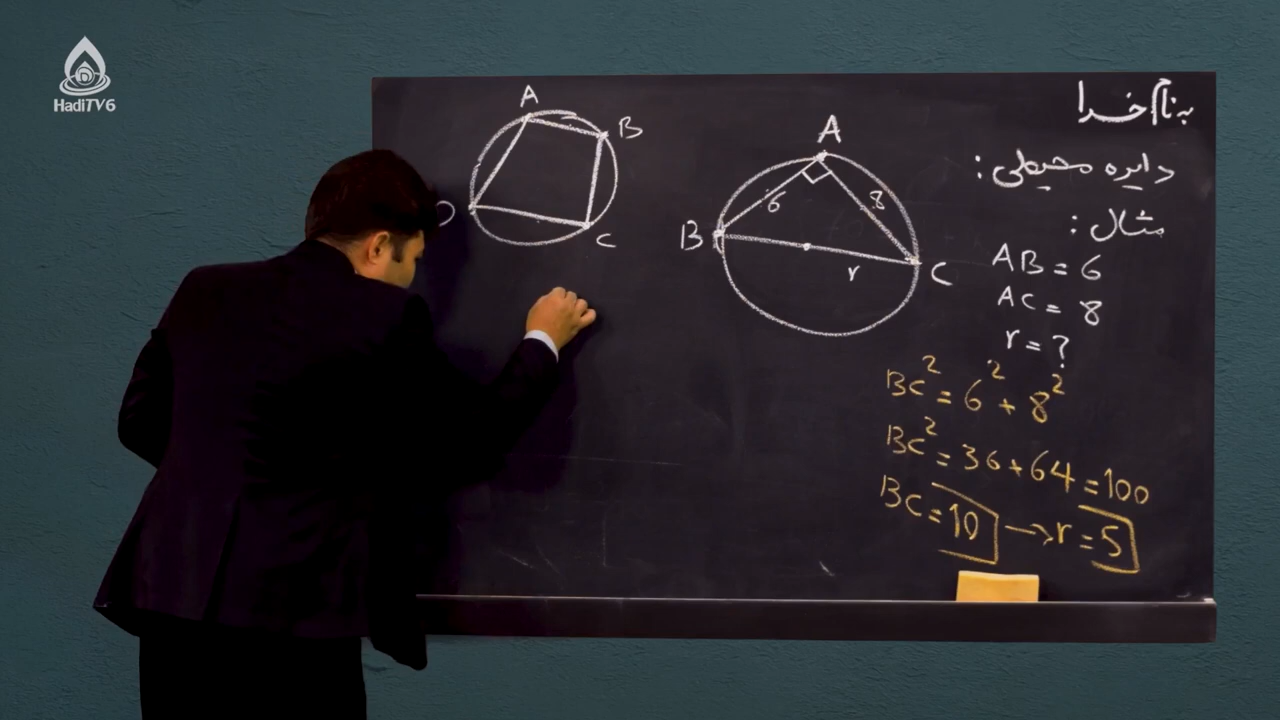 HadiTV6
به نام خدا
دایره محیطی :
مثال :
AB = 6
AC = 8
r = ?
BC² = 6² + 8²
BC² = 36 + 64 = 100
BC = 10 → r = 5
A
B
C
D
A
B
C
6
8
r